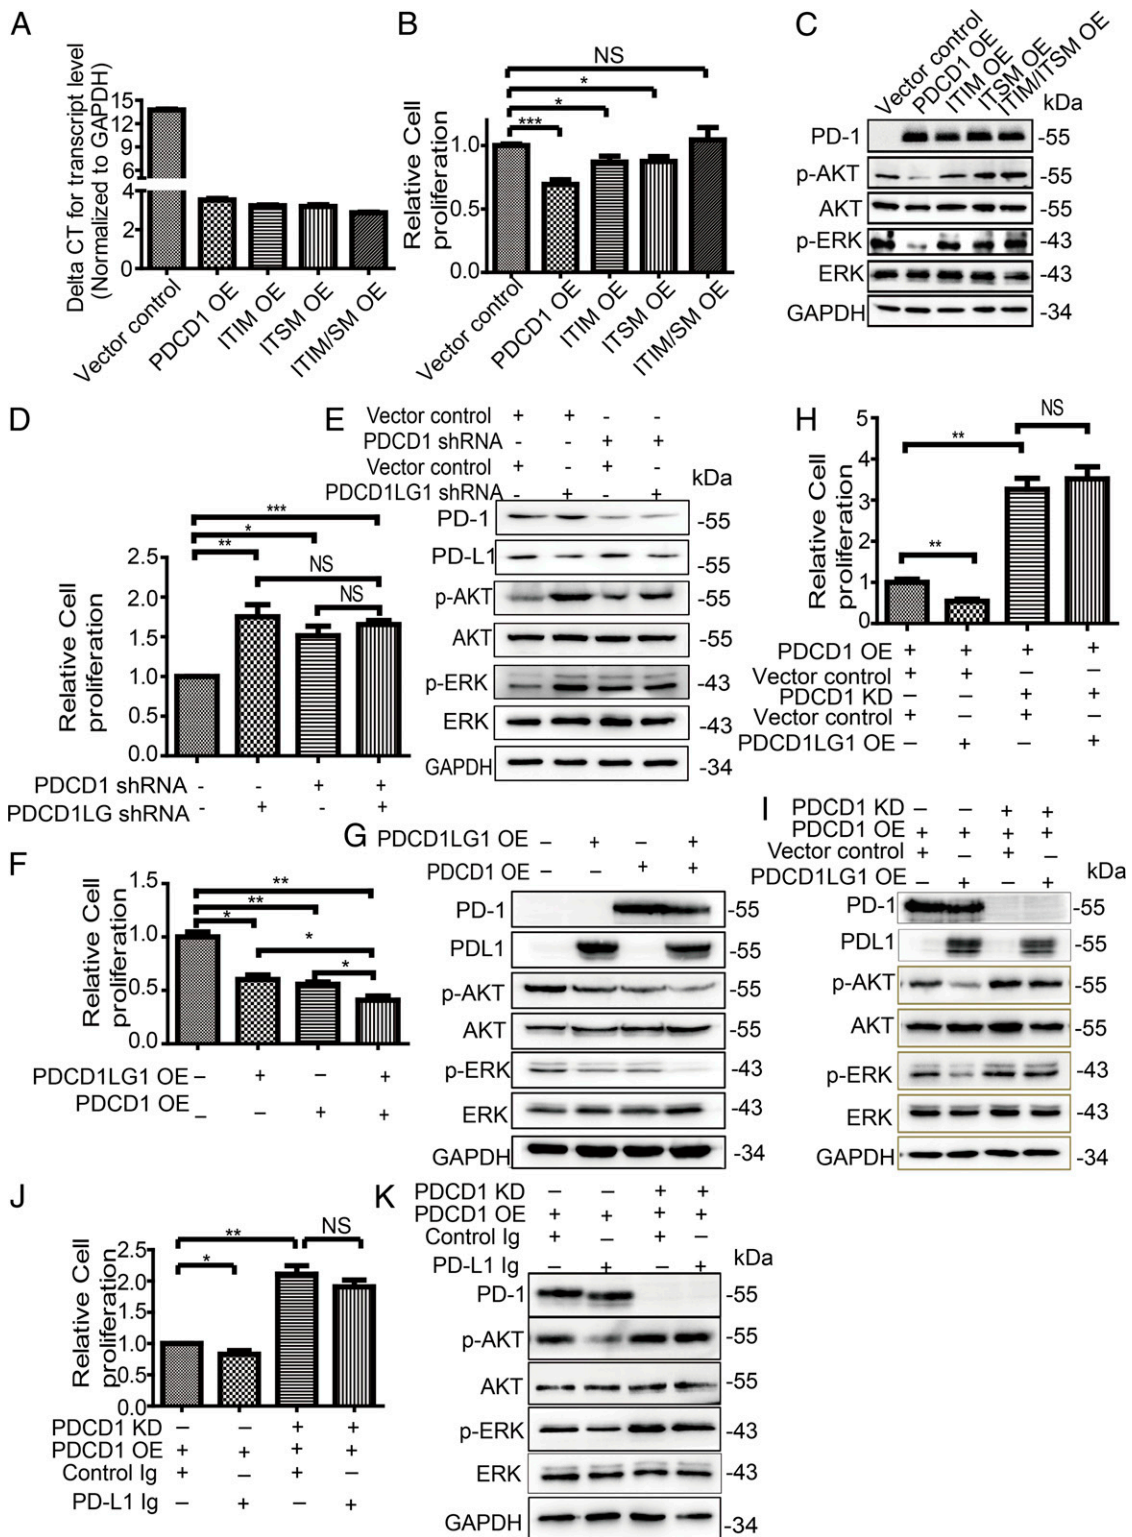 A
Delta CT for transcript level
(Normalized to GAPDH)
15
12
9
6
4
2
0
Vector control
PDCD1 OE
ITIM OE
ITSM OE
ITIM/SM OE
B
Relative Cell
proliferation
1.0
0.5
0.0
NS
*
*
***
Vector control
PDCD1 OE
ITIM OE
ITSM OE
ITIM/SM OE
C
Vector control
PDCD1 OE
ITIM OE
ITSM OE
ITIM/ITSM OE
kDa
PD-1 -55
p-AKT -55
AKT -55
p-ERK -43
ERK -43
GAPDH -34
D
Relative Cell
proliferation
2.5
2.0
1.5
1.0
0.5
0.0
***
*
**
NS
NS
PDCD1 shRNA - - + +
PDCD1LG shRNA - + - +
E
Vector control + + - -
PDCD1 shRNA - - + +
Vector control + - + -
PDCD1LG1 shRNA - + - +
kDa
PD-1 -55
PD-L1 -55
p-AKT -55
AKT -55
p-ERK -43
ERK -43
GAPDH -34
H
Relative Cell
proliferation
5
4
3
2
1
0
**
**
NS
PDCD1 OE + + + +
Vector control + + – –
PDCD1 KD – – + +
Vector control + – + –
PDCD1LG1 OE – + – +
F
Relative Cell
proliferation
1.5
1.0
0.5
0.0
**
**
*
*
*
PDCD1LG1 OE – + – +
PDCD1 OE – – + +
G
PDCD1LG1 OE – + – +
PDCD1 OE – – + +
PD-1 -55
PDL1 -55
p-AKT -55
AKT -55
p-ERK -43
ERK -43
GAPDH -34
I
PDCD1 KD – – + +
PDCD1 OE + + + +
Vector control + – + –
PDCD1LG1 OE – + – +
kDa
PD-1 -55
PDL1 -55
p-AKT -55
AKT -55
p-ERK -43
ERK -43
GAPDH -34
J
Relative Cell
proliferation
2.5
2.0
1.5
1.0
0.5
0.0
**
*
NS
PDCD1 KD – – + +
PDCD1 OE + + + +
Control Ig + – + –
PD-L1 Ig – + – +
K
PDCD1 KD – – + +
PDCD1 OE + + + +
Control Ig + – + –
PD-L1 Ig – + – +
kDa
PD-1 -55
p-AKT -55
AKT -55
p-ERK -43
ERK -43
GAPDH -34